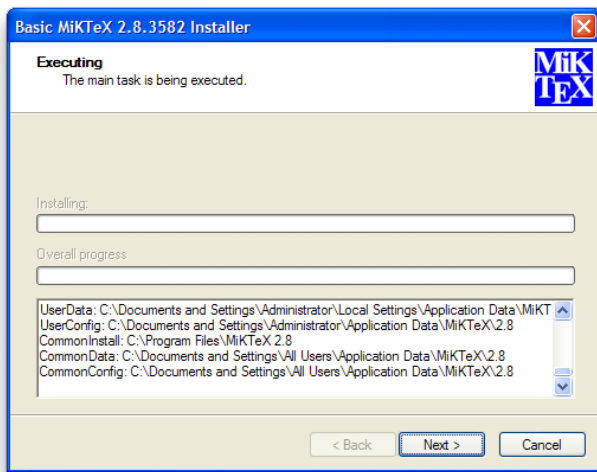 Basic MiKTeX 2.8.3582 Installer
Executing
The main task is being executed.
MiK
TEX
Installing:
Overall progress
UserData: C:\Documents and Settings\Administrator\Local Settings\Application Data\MiKT
UserConfig: C:\Documents and Settings\Administrator\Application Data\MiKTeX\2.8
CommonInstall: C:\Program Files\MiKTeX 2.8
CommonData: C:\Documents and Settings\All Users\Application Data\MiKTeX\2.8
CommonConfig: C:\Documents and Settings\All Users\Application Data\MiKTeX\2.8
< Back Next > Cancel